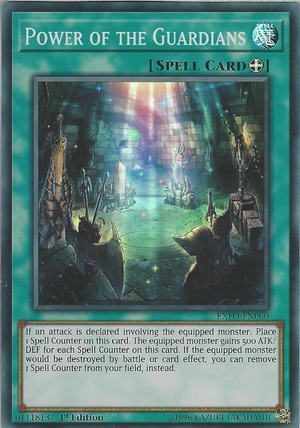 POWER OF THE GUARDIANS
[SPELL CARD]
EXFO-EN060
If an attack is declared involving the equipped monster: Place
1 Spell Counter on this card. The equipped monster gains 500 ATK/
DEF for each Spell Counter on this card. If the equipped monster
would be destroyed by battle or card effect, you can remove
1 Spell Counter from your field, instead.
01118137
1st Edition
©1996 KAZUKI TAKAHASHI